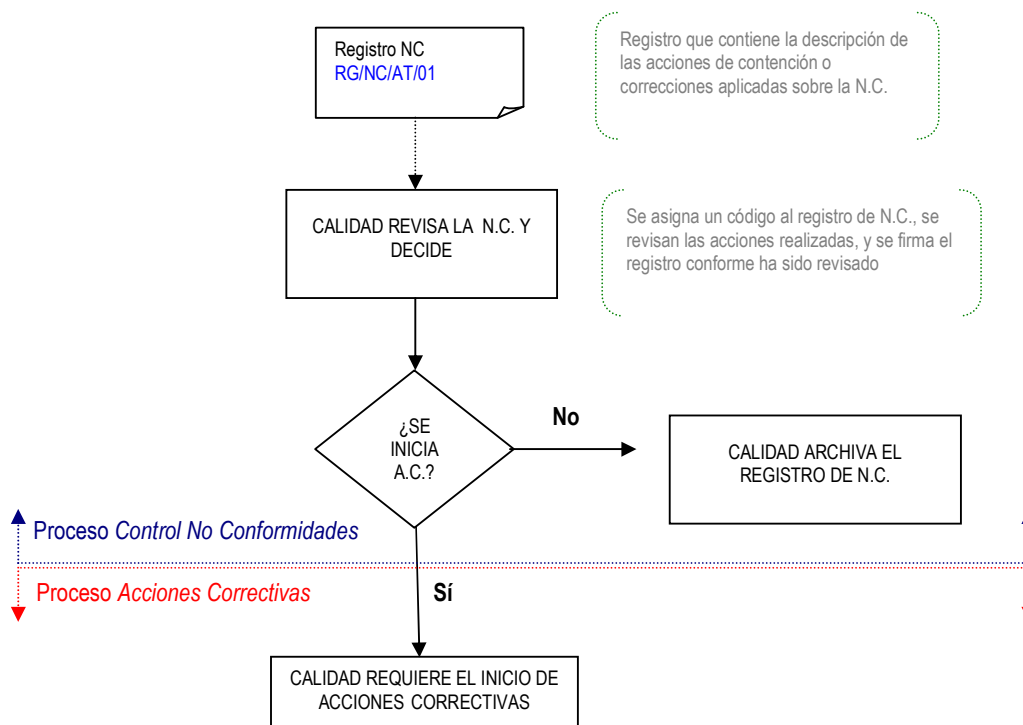 Registro NC
RG/NC/AT/01
Registro que contiene la descripción de
las acciones de contención o
correcciones aplicadas sobre la N.C.
CALIDAD REVISA LA N.C. Y
DECIDE
Se asigna un código al registro de N.C., se
revisan las acciones realizadas, y se firma el
registro conforme ha sido revisado
¿SE
INICIA
A.C.?
No
CALIDAD ARCHIVA EL
REGISTRO DE N.C.
Proceso Control No Conformidades
Proceso Acciones Correctivas
Sí
CALIDAD REQUIERE EL INICIO DE
ACCIONES CORRECTIVAS